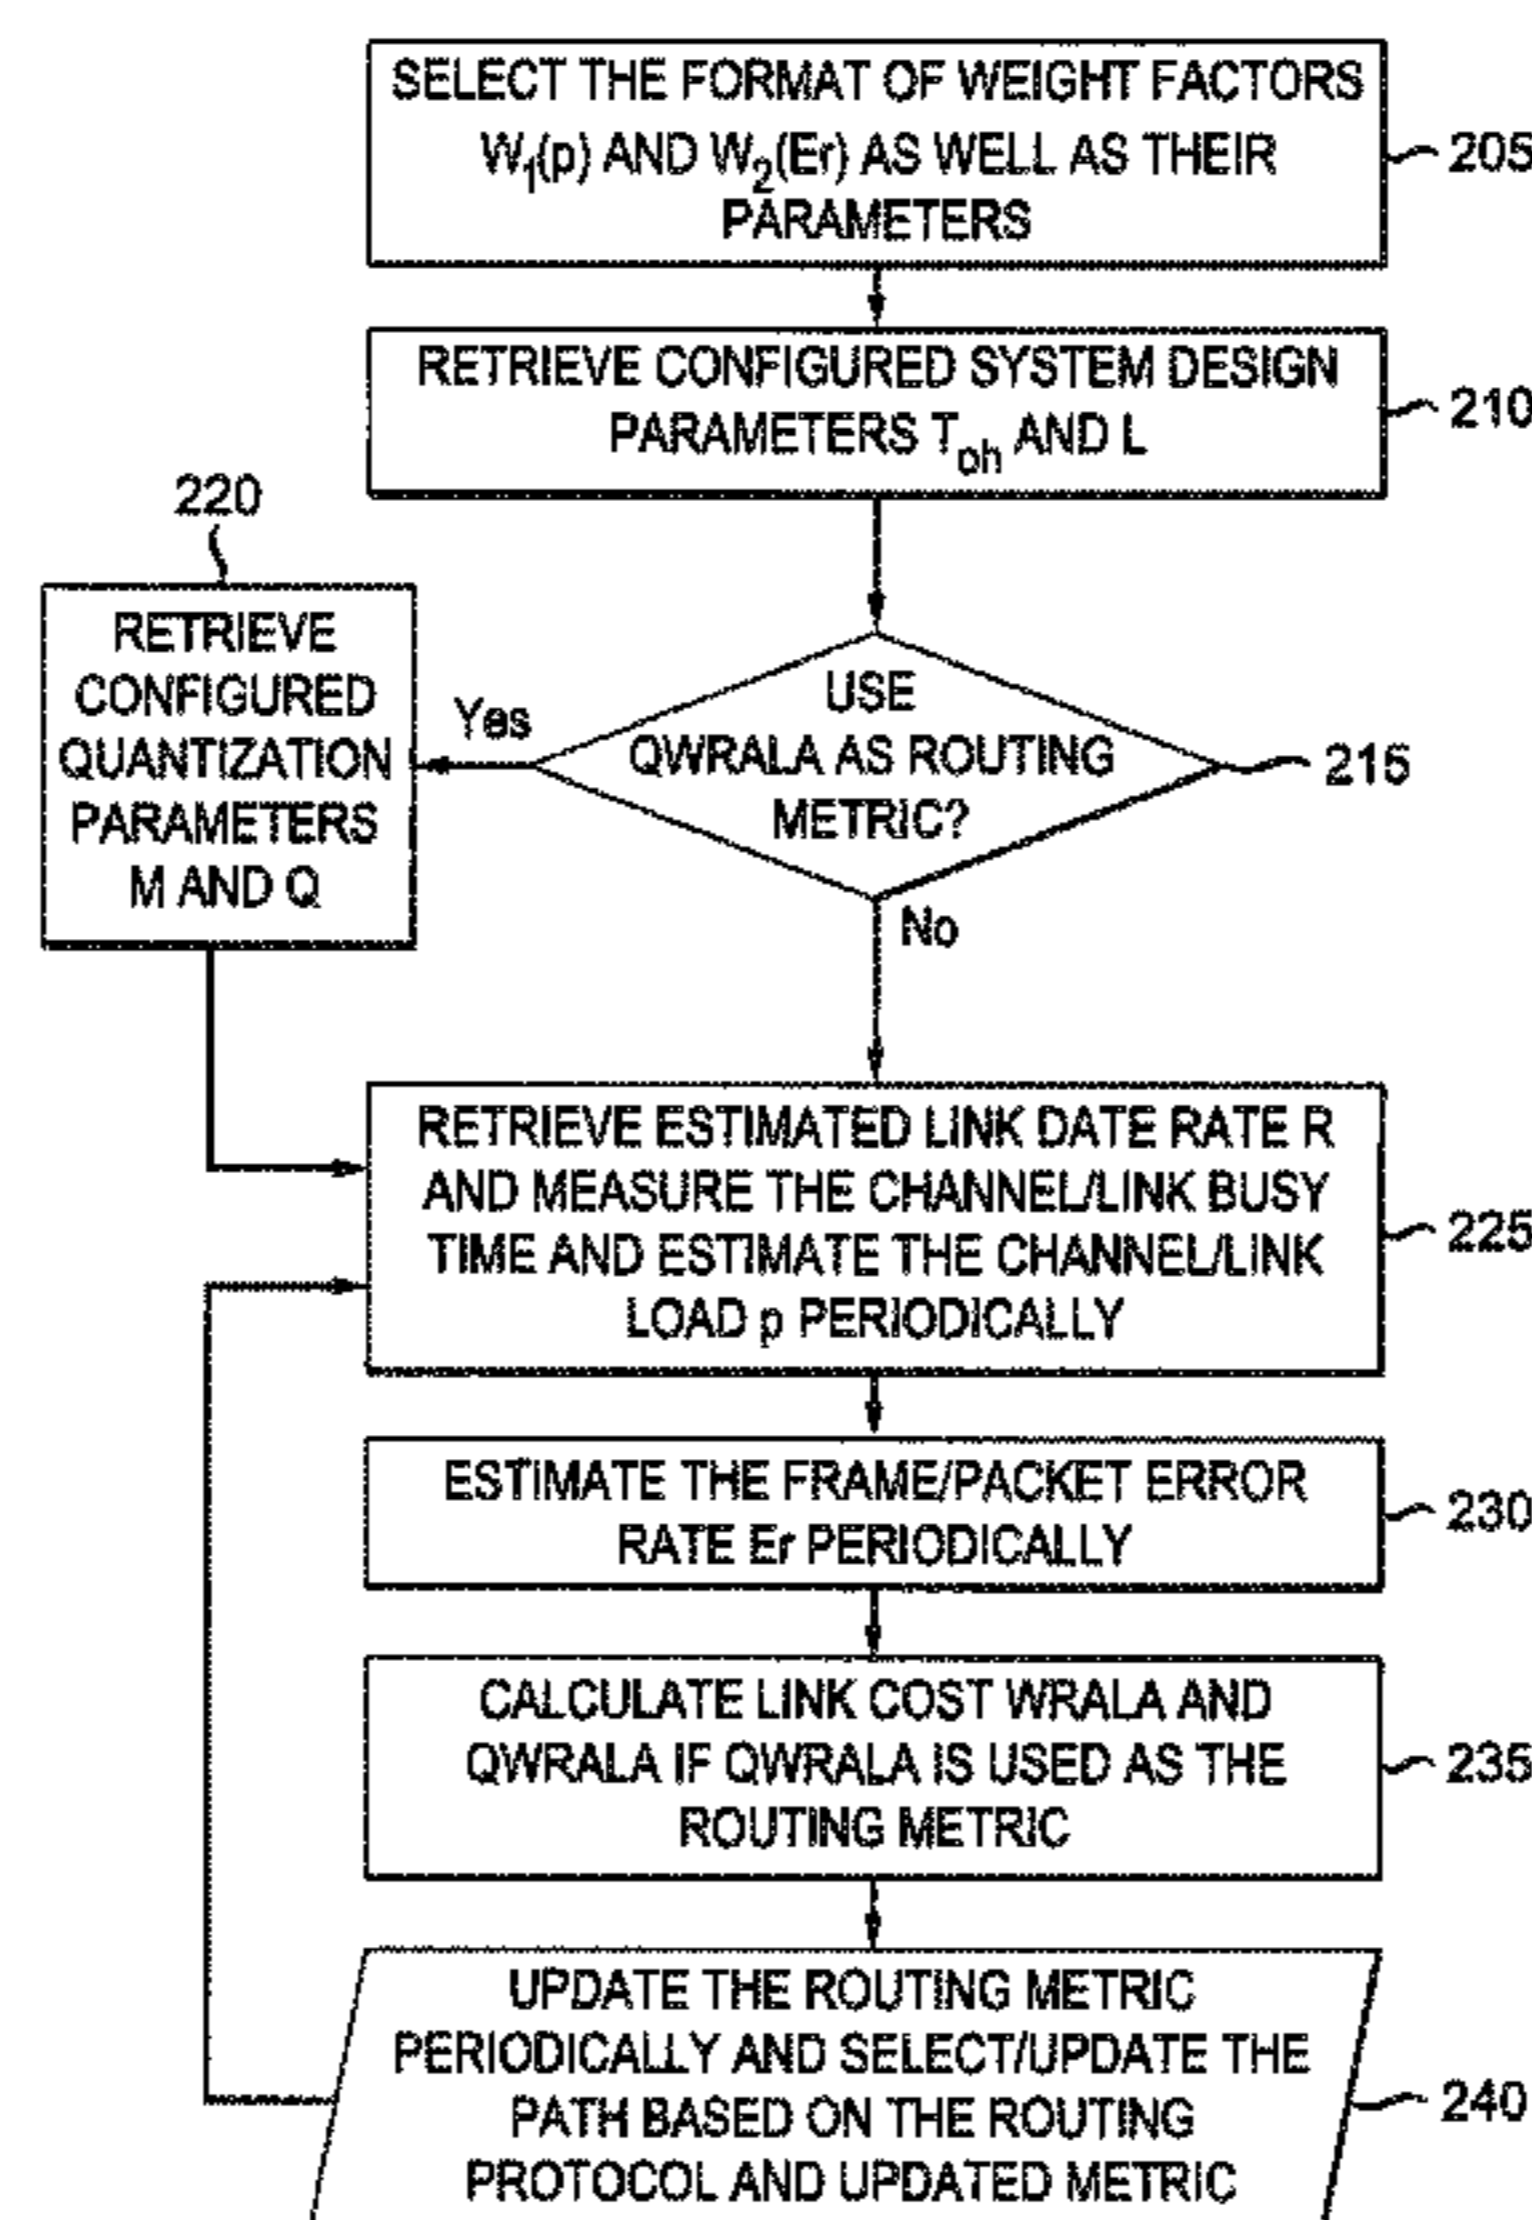 SELECT THE FORMAT OF WEIGHT FACTORS
W1(p) AND W2(Er) AS WELL AS THEIR
PARAMETERS
205
RETRIEVE CONFIGURED SYSTEM DESIGN
PARAMETERS Toh AND L
210
220
RETRIEVE
CONFIGURED
QUANTIZATION
PARAMETERS
M AND Q
Yes
USE
QWRALA AS ROUTING
METRIC?
215
No
RETRIEVE ESTIMATED LINK DATE RATE R
AND MEASURE THE CHANNEL/LINK BUSY
TIME AND ESTIMATE THE CHANNEL/LINK
LOAD p PERIODICALLY
225
ESTIMATE THE FRAME/PACKET ERROR
RATE Er PERIODICALLY
230
CALCULATE LINK COST WRALA AND
QWRALA IF QWRALA IS USED AS THE
ROUTING METRIC
235
UPDATE THE ROUTING METRIC
PERIODICALLY AND SELECT/UPDATE THE
PATH BASED ON THE ROUTING
PROTOCOL AND UPDATED METRIC
240